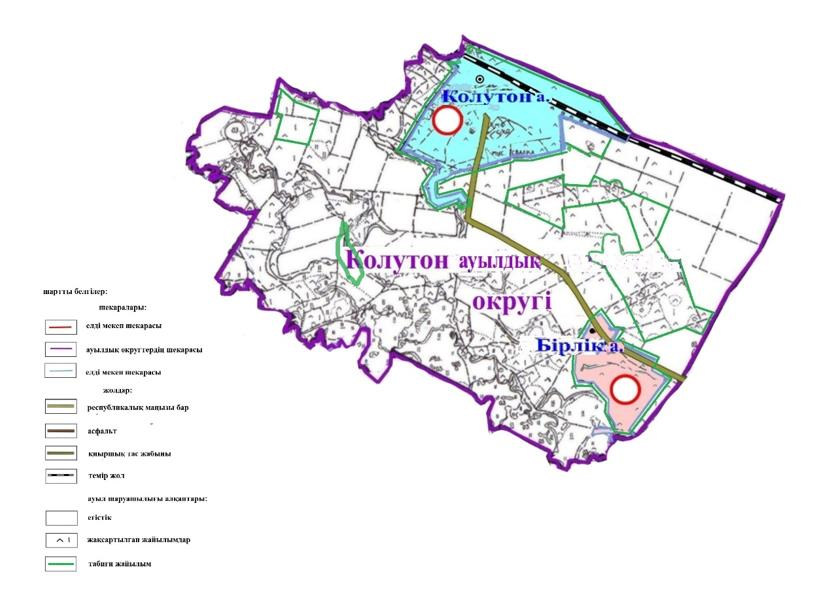 Колутон а.
Колутон ауылдық
округі
Бірлік а.
шартты белгілер:
шекаралары:
елді мекен шекарасы
ауылдық округтердің шекарасы
елді мекен шекарасы
жолдар:
республикалық маңызы бар
асфальт
қиыршық тас жабыны
темір жол
ауыл шаруашылығы алқаптары:
егістік
жақсартылған жайылымдар
табиғи жайылым